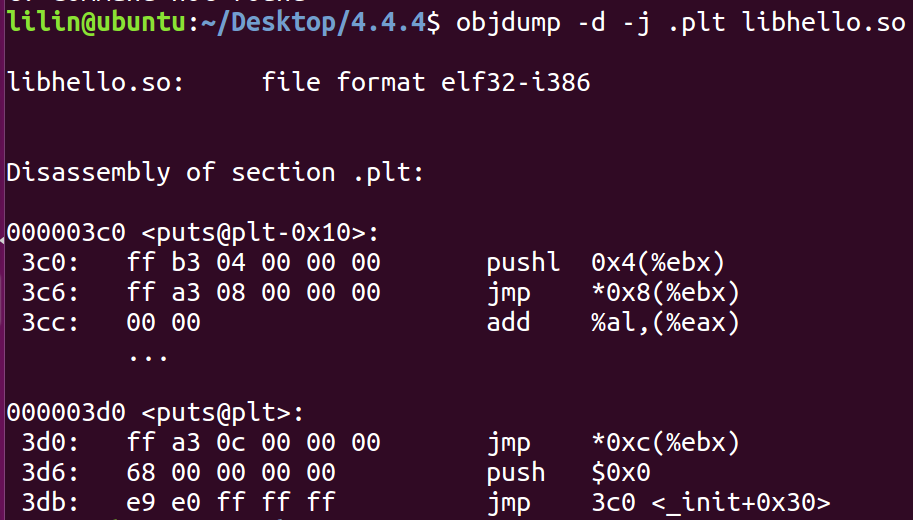 lilin@ubuntu:~/Desktop/4.4.4$ objdump -d -j .plt libhello.so
libhello.so:     file format elf32-i386
Disassembly of section .plt:
000003c0 <puts@plt-0x10>:
 3c0:	ff b3 04 00 00 00    	pushl  0x4(%ebx)
 3c6:	ff a3 08 00 00 00    	jmp    *0x8(%ebx)
 3cc:	00 00                	add    %al,(%eax)
	...
000003d0 <puts@plt>:
 3d0:	ff a3 0c 00 00 00    	jmp    *0xc(%ebx)
 3d6:	68 00 00 00 00       	push   $0x0
 3db:	e9 e0 ff ff ff       	jmp    3c0 <_init+0x30>